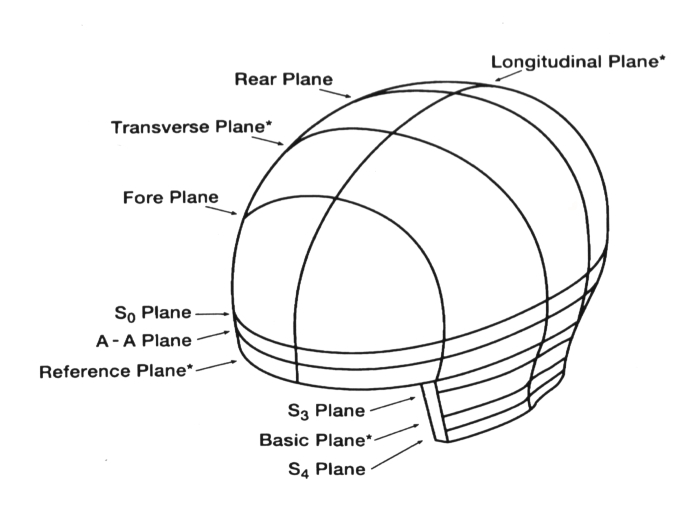 Longitudinal Plane*
Rear Plane
Transverse Plane*
Fore Plane
S₀ Plane
A - A Plane
Reference Plane*
S₃ Plane
Basic Plane*
S₄ Plane